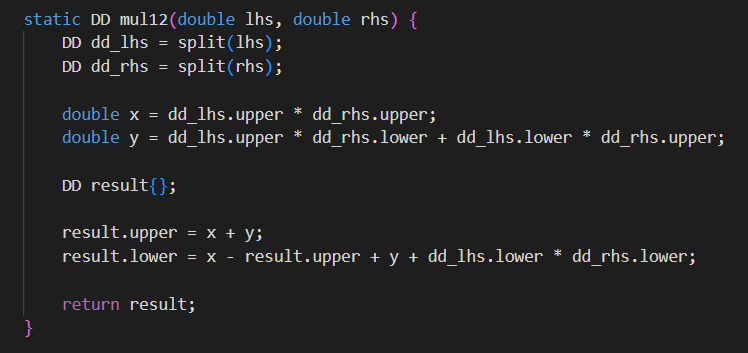 static DD mul12(double lhs, double rhs) {
    DD dd_lhs = split(lhs);
    DD dd_rhs = split(rhs);

    double x = dd_lhs.upper * dd_rhs.upper;
    double y = dd_lhs.upper * dd_rhs.lower + dd_lhs.lower * dd_rhs.upper;

    DD result{};

    result.upper = x + y;
    result.lower = x - result.upper + y + dd_lhs.lower * dd_rhs.lower;

    return result;
}